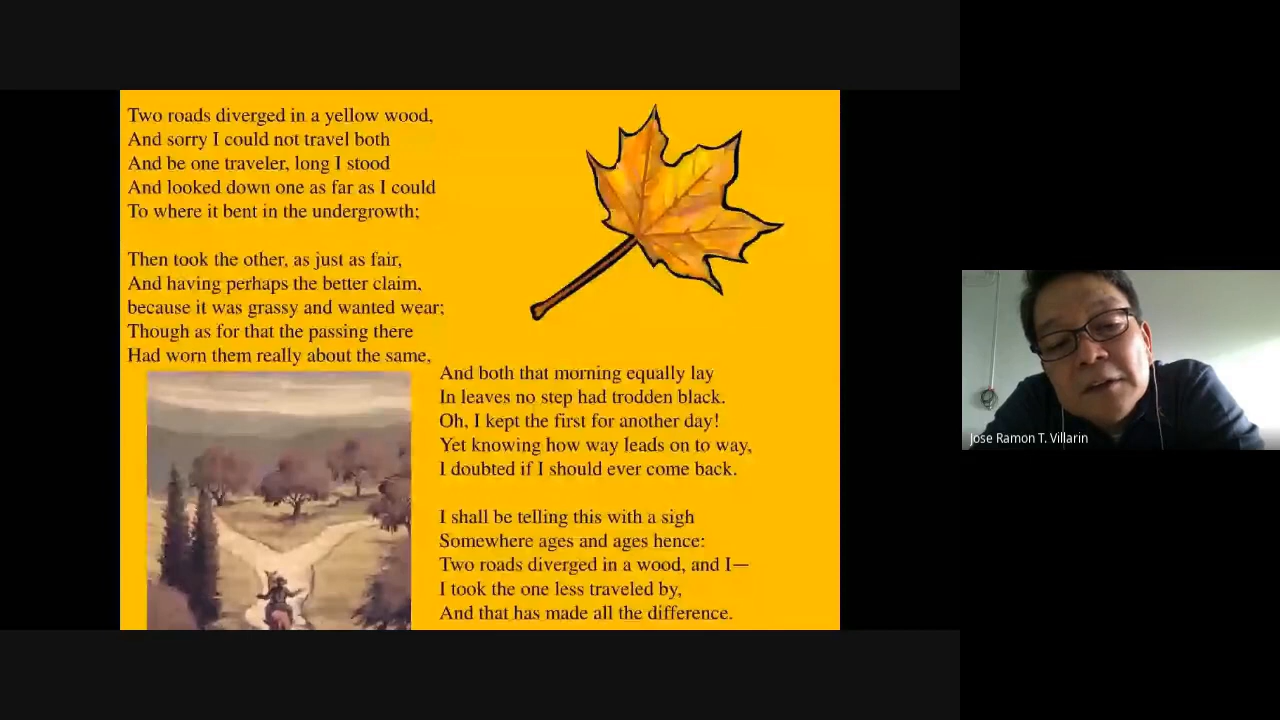 Two roads diverged in a yellow wood,
And sorry I could not travel both
And be one traveler, long I stood
And looked down one as far as I could
To where it bent in the undergrowth;
Then took the other, as just as fair,
And having perhaps the better claim,
because it was grassy and wanted wear;
Though as for that the passing there
Had worn them really about the same,
And both that morning equally lay
In leaves no step had trodden black.
Oh, I kept the first for another day!
Yet knowing how way leads on to way,
I doubted if I should ever come back.
I shall be telling this with a sigh
Somewhere ages and ages hence:
Two roads diverged in a wood, and I—
I took the one less traveled by,
And that has made all the difference.
Jose Ramon T. Villarin